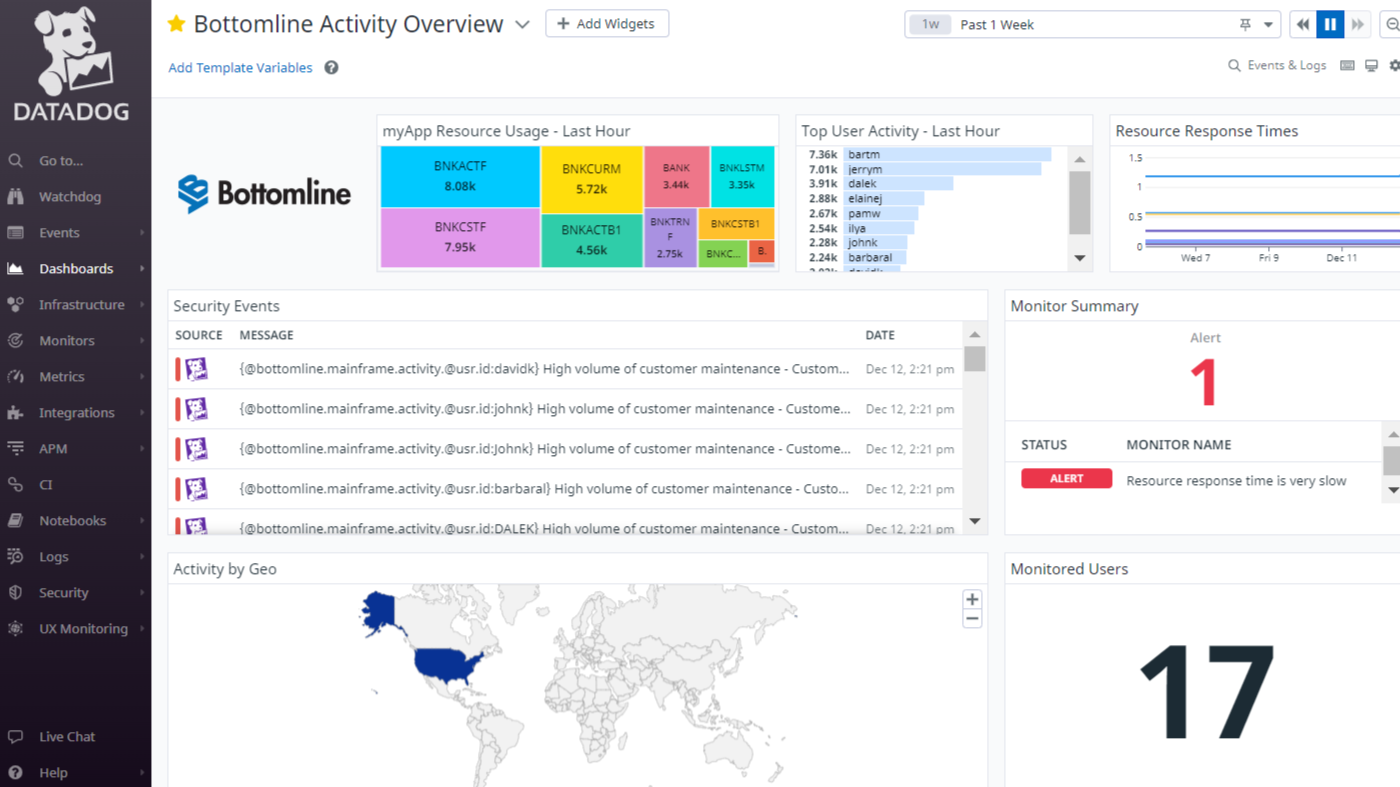 DATADOG
Go to...
Watchdog
Events
Dashboards
Infrastructure
Monitors
Metrics
Integrations
APM
CI
Notebooks
Logs
Security
UX Monitoring
Live Chat
Help
Bottomline Activity Overview
Add Widgets
1w Past 1 Week
Add Template Variables
Events & Logs
Bottomline
myApp Resource Usage - Last Hour
BNKACTF
8.08k
BNKCURM
5.72k
BANK
3.44k
BNKLSTM
3.35k
BNKCSTF
7.95k
BNKACTB1
4.56k
BNKTRN
F
2.75k
BNKCSTB1
BNKC...
B.
Top User Activity - Last Hour
7.36k bartm
7.01k jerrym
3.91k dalek
2.88k elainej
2.67k pamw
2.54k ilya
2.28k johnk
2.24k barbaral
Resource Response Times
1.5
1
0.5
0
Wed 7 Fri 9 Dec 11
Security Events
SOURCE MESSAGE DATE
{@bottomline.mainframe.activity.@usr.id:davidk} High volume of customer maintenance - Custom... Dec 12, 2:21 pm
{@bottomline.mainframe.activity.@usr.id:johnk} High volume of customer maintenance - Custome... Dec 12, 2:21 pm
{@bottomline.mainframe.activity.@usr.id:Johnk} High volume of customer maintenance - Custome... Dec 12, 2:21 pm
{@bottomline.mainframe.activity.@usr.id:barbaral} High volume of customer maintenance - Custo... Dec 12, 2:21 pm
{@bottomline.mainframe.activity.@usr.id:DALEK} High volume of customer maintenance - Custom... Dec 12, 2:21 pm
Monitor Summary
Alert
1
STATUS MONITOR NAME
ALERT Resource response time is very slow
Activity by Geo
Monitored Users
17